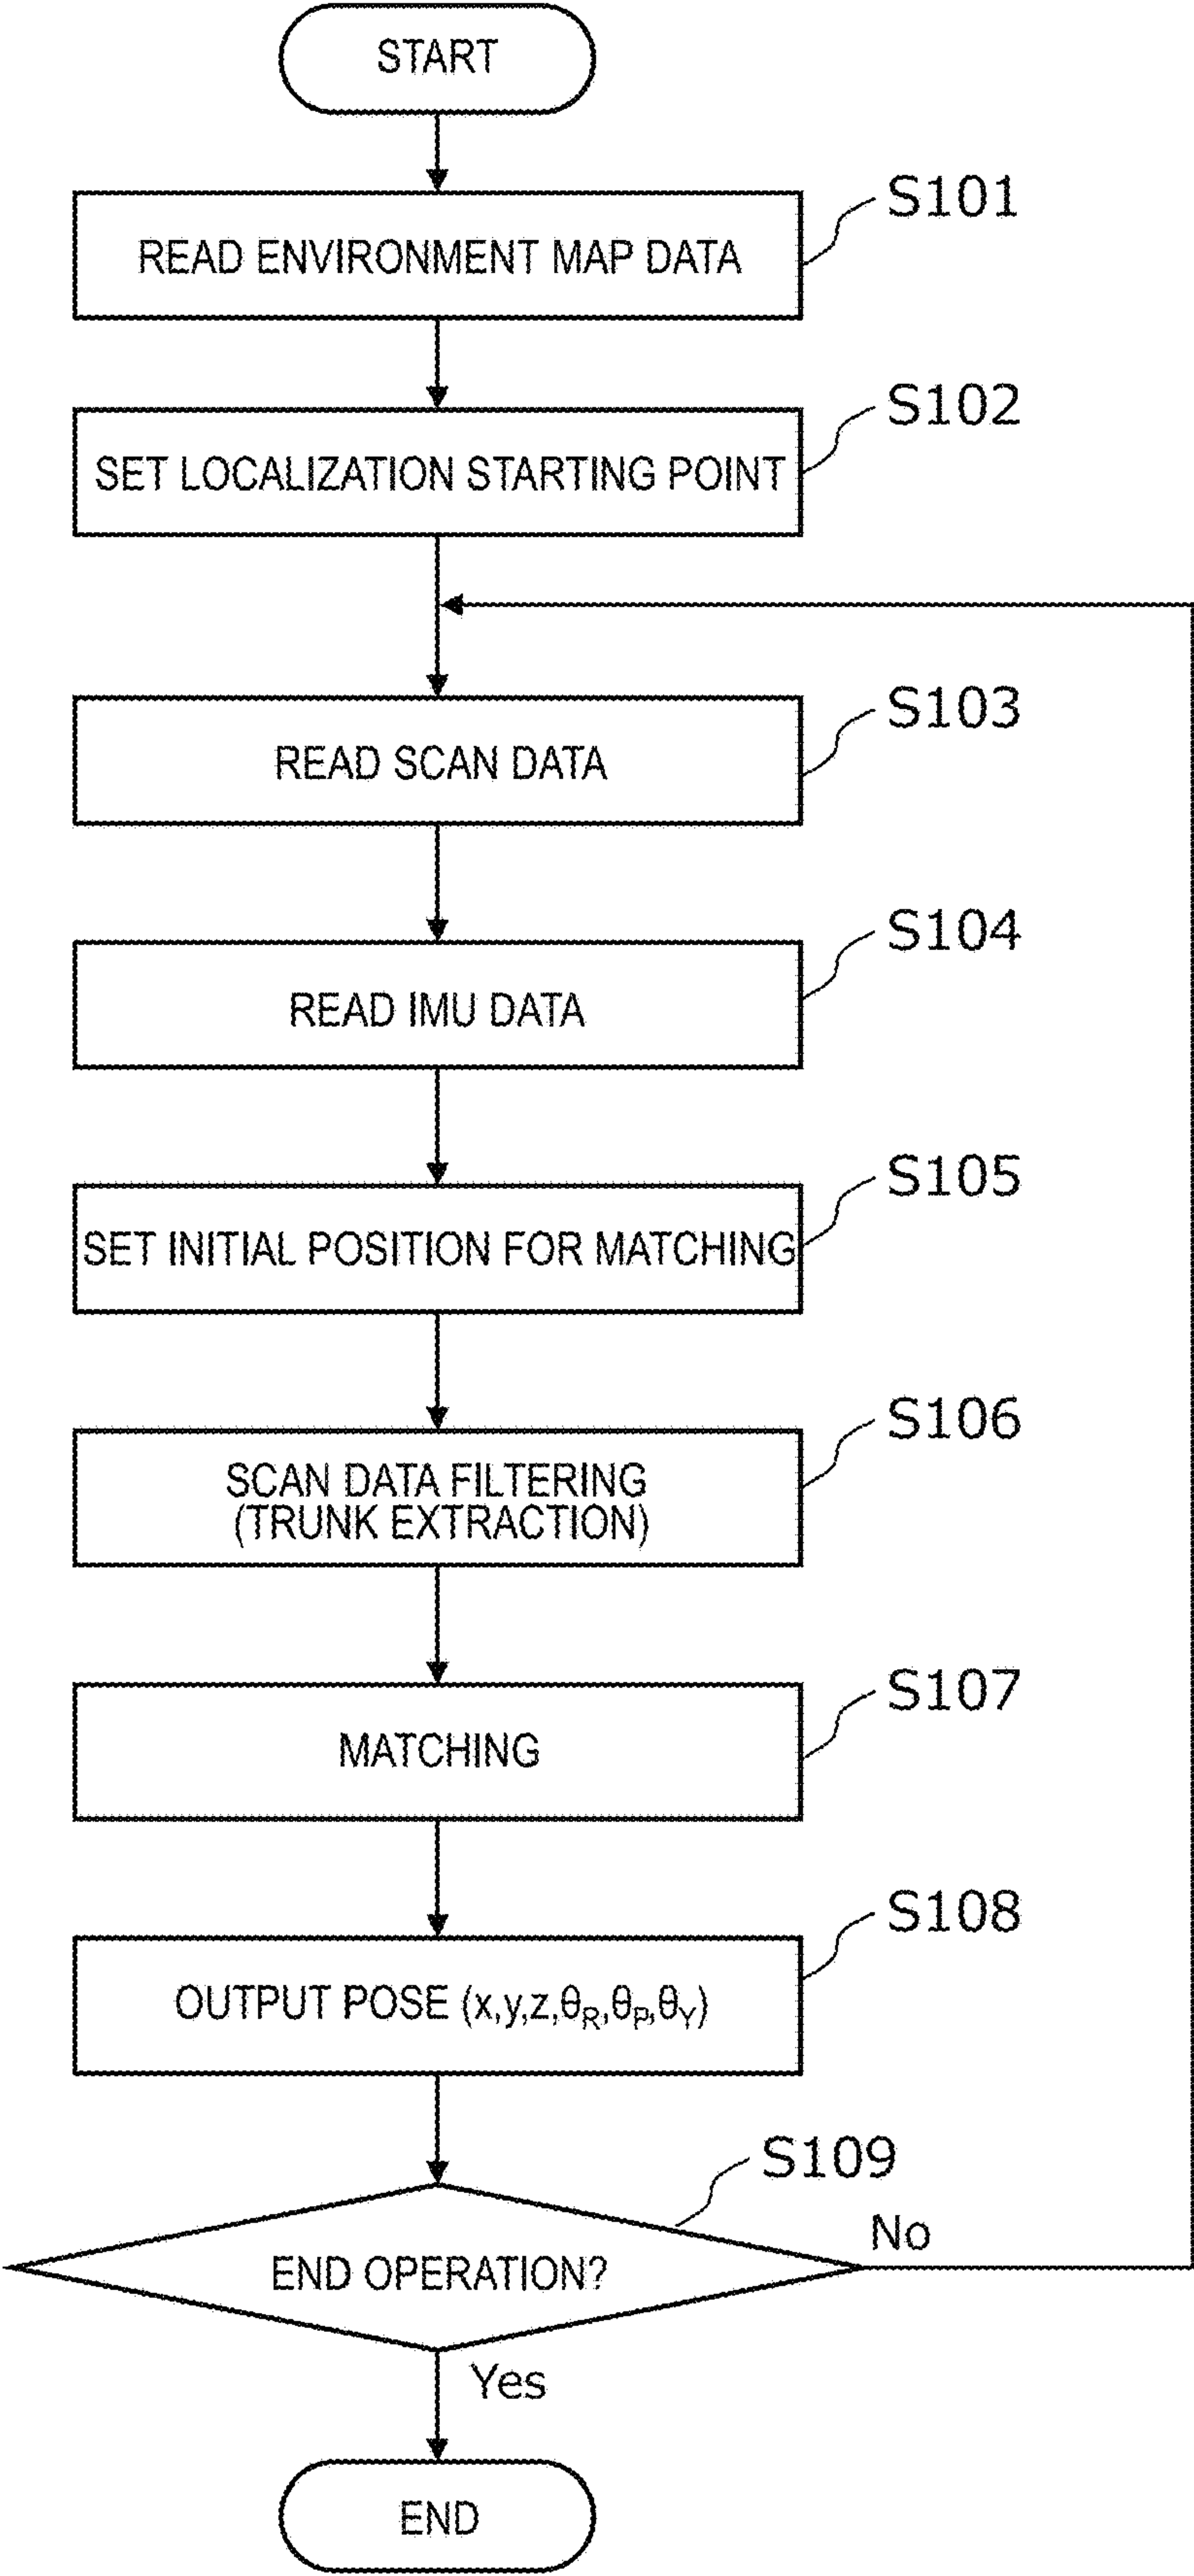 START
S101
READ ENVIRONMENT MAP DATA
S102
SET LOCALIZATION STARTING POINT
S103
READ SCAN DATA
S104
READ IMU DATA
S105
SET INITIAL POSITION FOR MATCHING
S106
SCAN DATA FILTERING
(TRUNK EXTRACTION)
S107
MATCHING
S108
OUTPUT POSE (x,y,z,θR,θP,θY)
S109
No
END OPERATION?
Yes
END